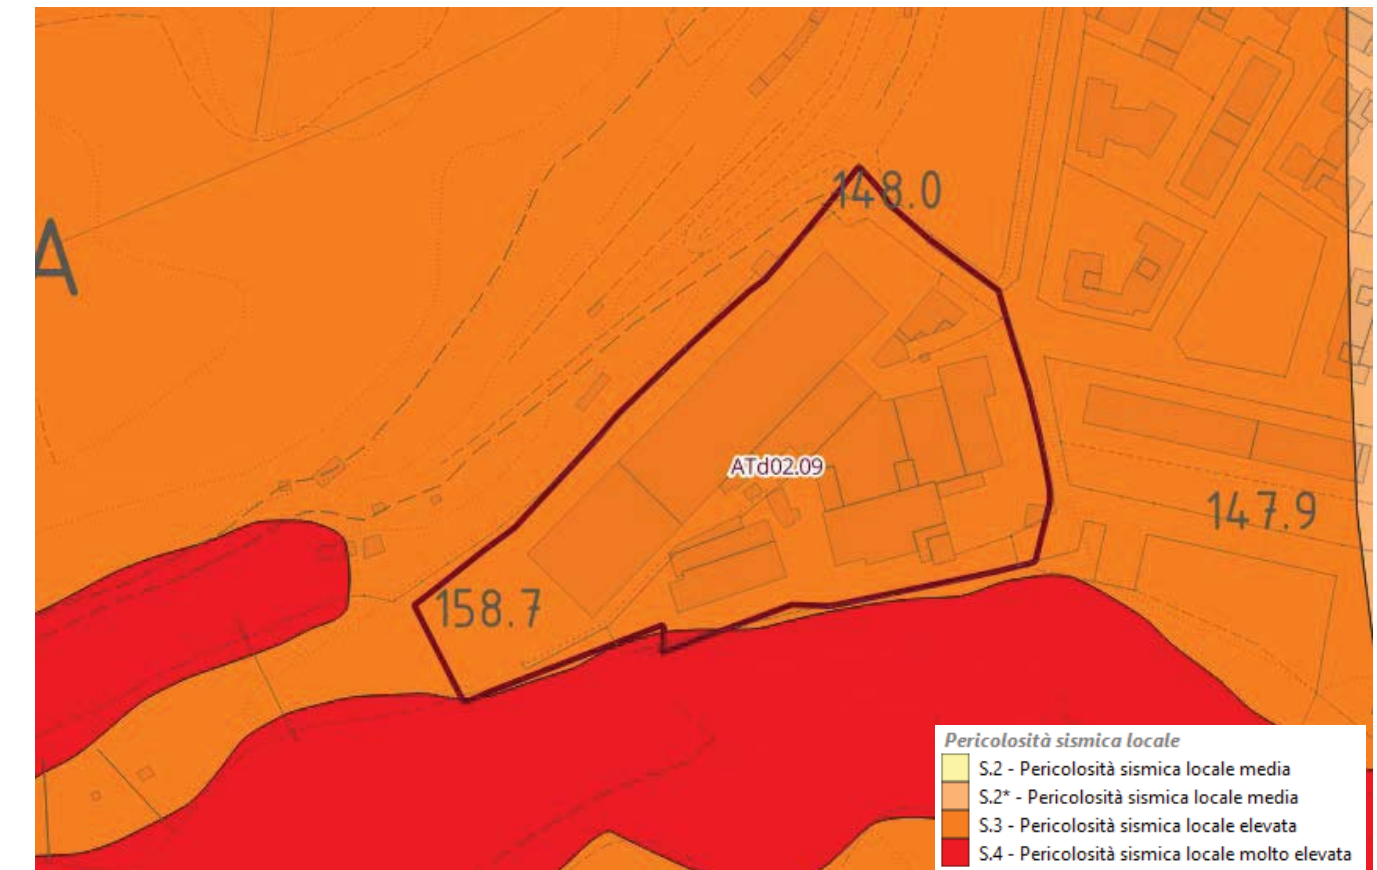 148.0
A
ATd02.09
147.9
158.7
Pericolosità sismica locale
S.2 - Pericolosità sismica locale media
S.2* - Pericolosità sismica locale media
S.3 - Pericolosità sismica locale elevata
S.4 - Pericolosità sismica locale molto elevata